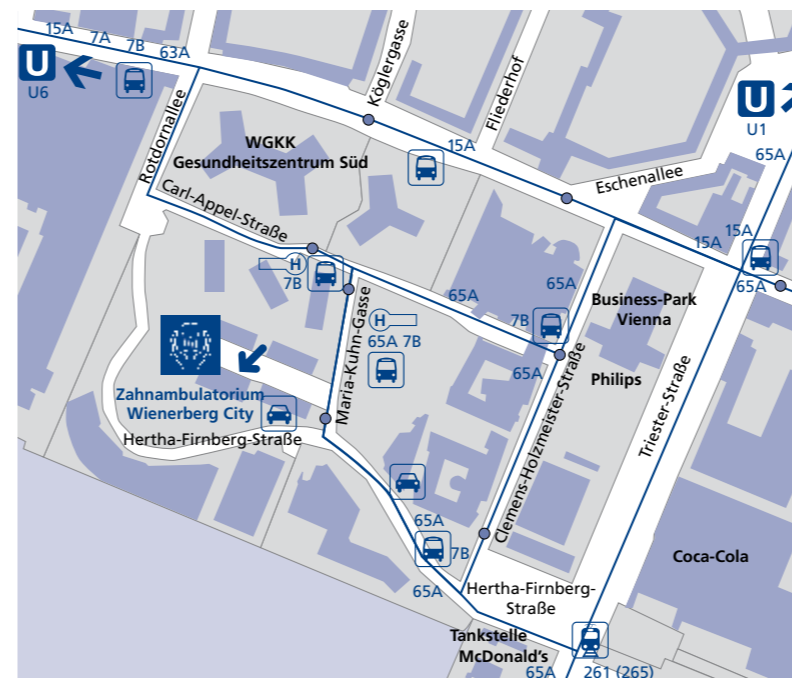 15A
7A
7B
63A
U
U6
Köglergasse
Fliederhof
U
U1
65A
Rotdornallee
WGKK
Gesundheitszentrum Süd
15A
Eschenallee
Carl-Appel-Straße
15A
15A
65A
H
7B
65A
65A
Business-Park
Vienna
H
65A 7B
7B
65A
Maria-Kuhn-Gasse
Clemens-Holzmeister-Straße
Philips
Triester-Straße
Zahnambulatorium
Wienerberg City
Hertha-Firnberg-Straße
65A
7B
65A
Coca-Cola
Hertha-Firnberg-
Straße
Tankstelle
McDonald's
65A
261 (265)